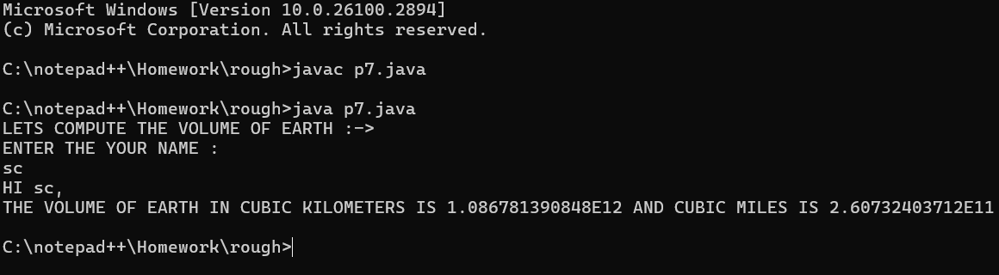 Microsoft Windows [Version 10.0.26100.2894]
(c) Microsoft Corporation. All rights reserved.
C:\notepad++\Homework\rough>javac p7.java
C:\notepad++\Homework\rough>java p7.java
LETS COMPUTE THE VOLUME OF EARTH :->
ENTER THE YOUR NAME :
sc
HI sc,
THE VOLUME OF EARTH IN CUBIC KILOMETERS IS 1.086781390848E12 AND CUBIC MILES IS 2.60732403712E11
C:\notepad++\Homework\rough>